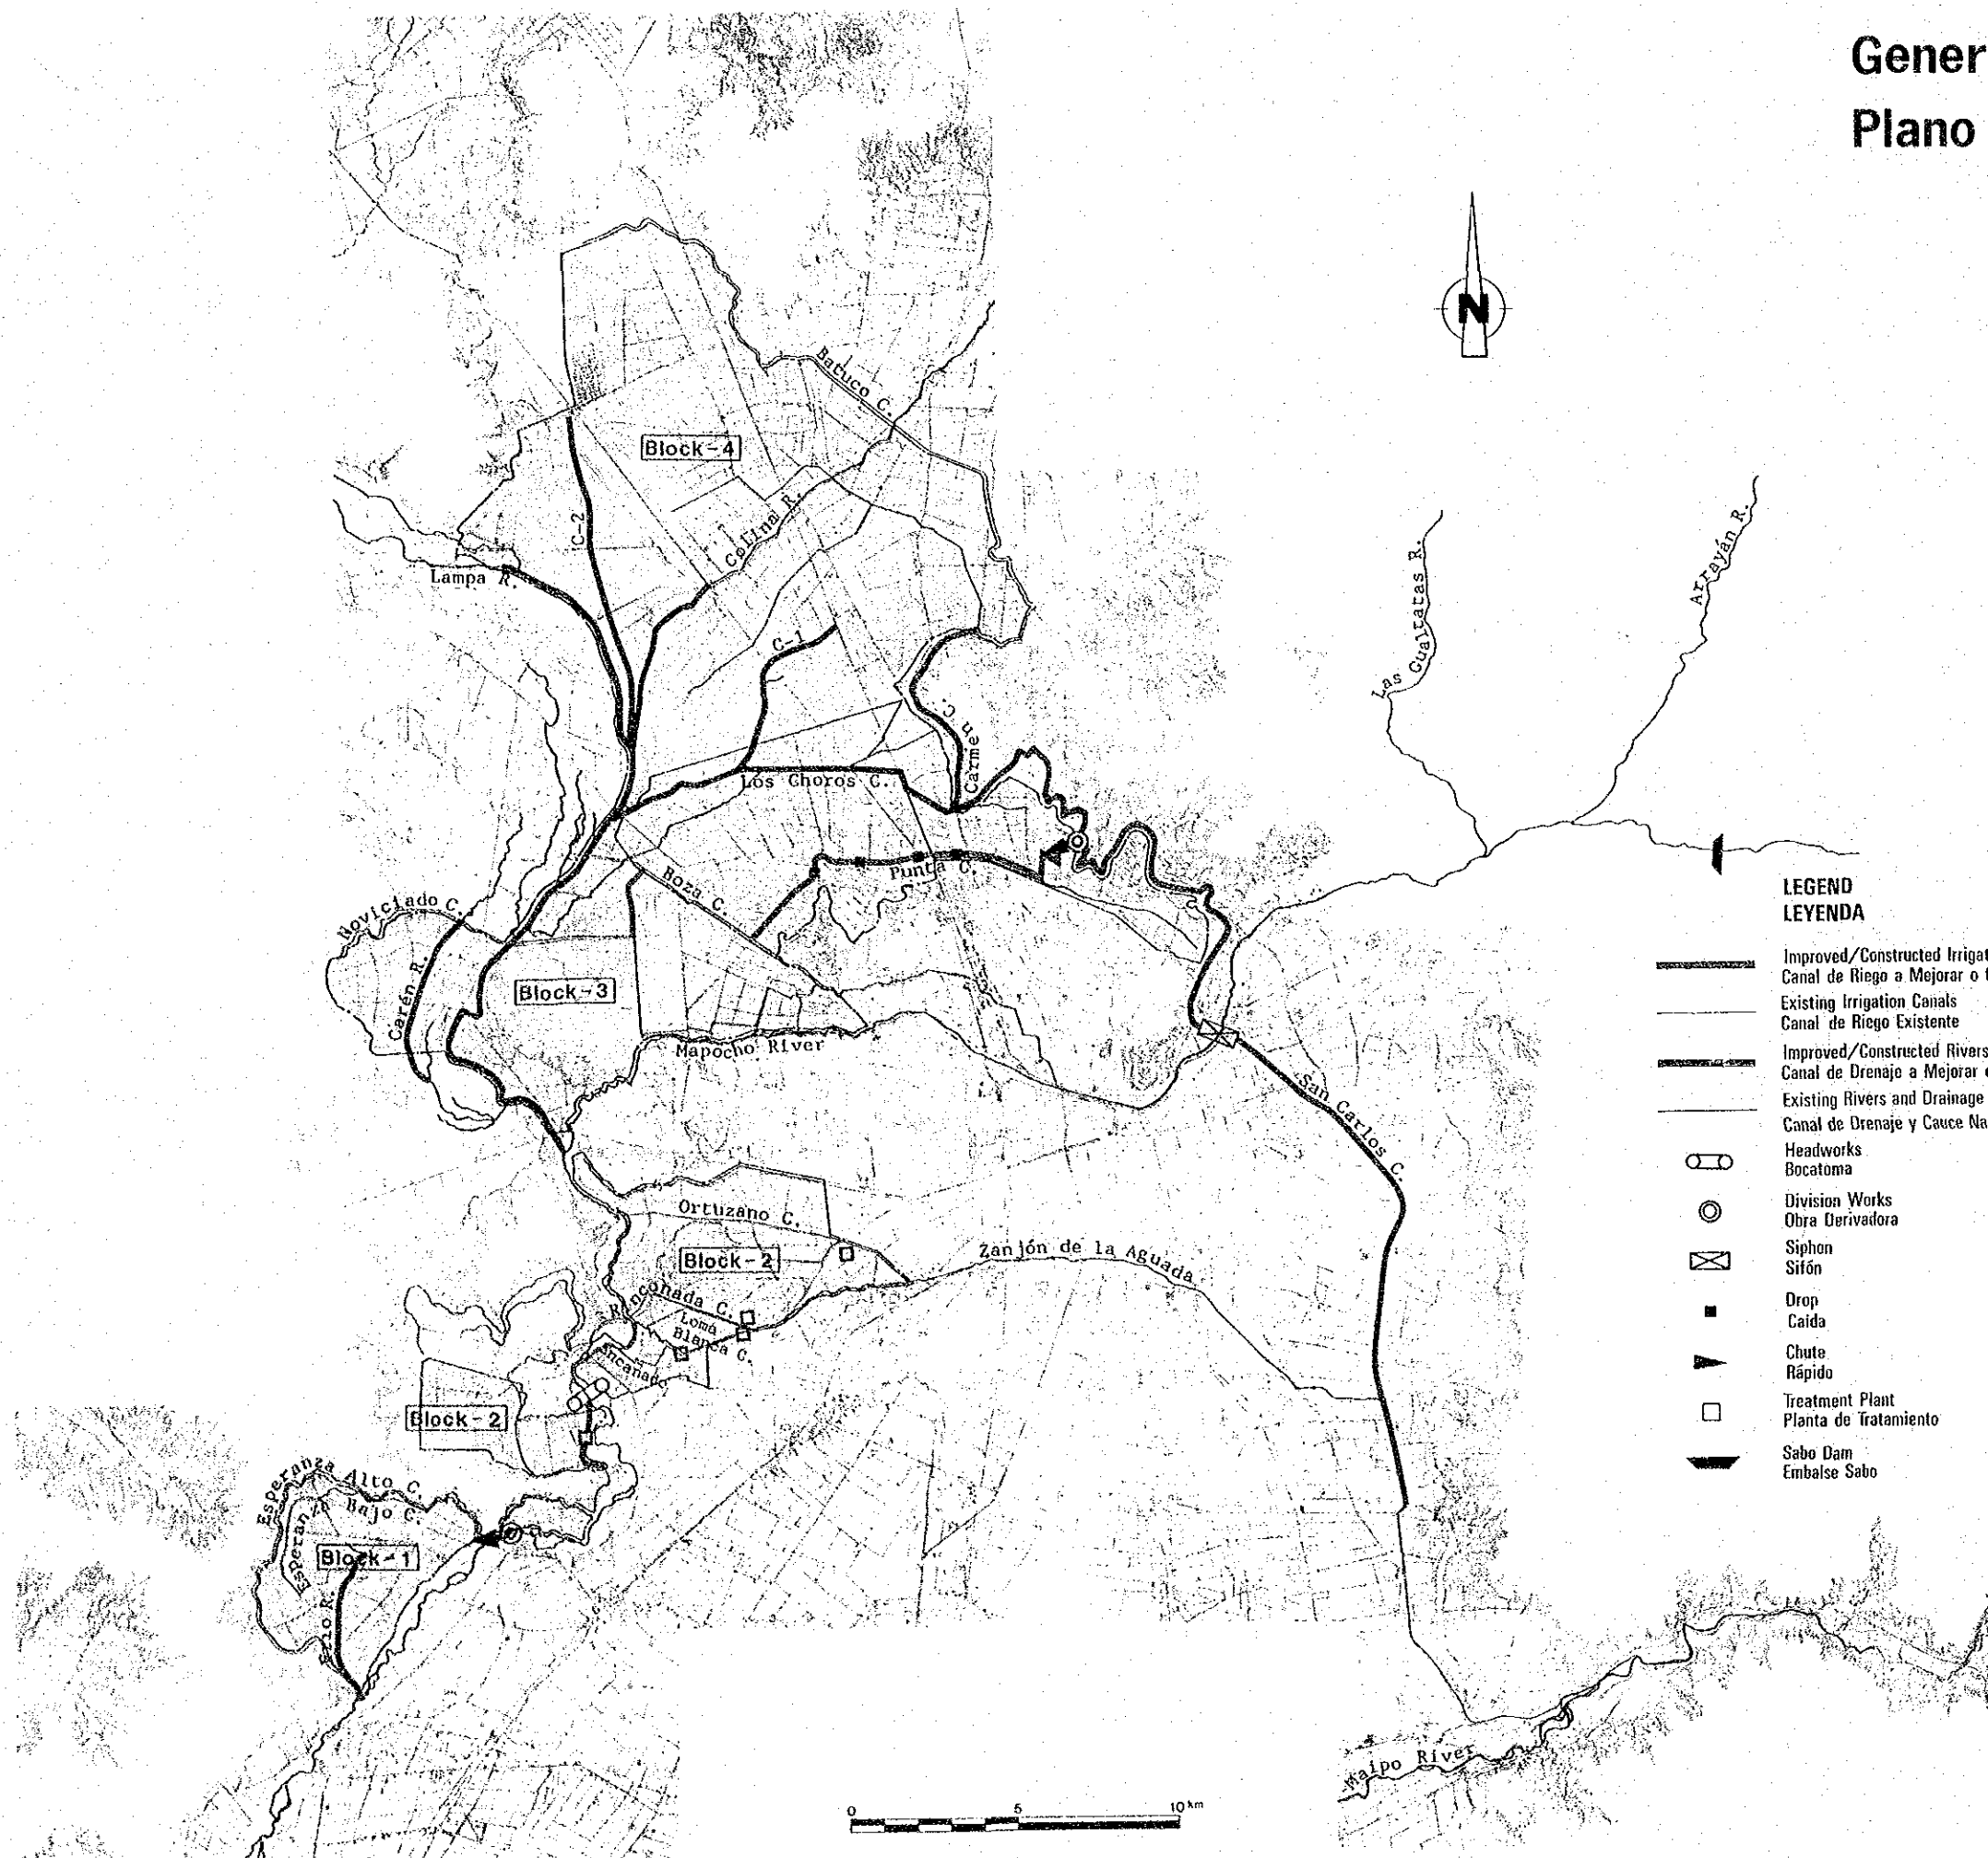 Gener
Plano
N
Batuco C.
Block-4
C-2
Colina R.
Lampa R.
Las Gualtatas R.
Arrayán R.
C-1
Carmen C.
Los Choros C.
Punta C.
Boza C.
Noviciado C.
Carén R.
Block-3
Mapocho River
San Carlos C.
Ortuzano C.
Block-2
Zanjón de la Aguada
Rinconada C.
Loma
Blanca C.
Encañado
Block-2
Esperanza Alto C.
Esperanza Bajo C.
Block-1
Maipo River
0 5 10 km
LEGEND
LEYENDA
Improved/Constructed Irrigat
Canal de Riego a Mejorar o
Existing Irrigation Canals
Canal de Riego Existente
Improved/Constructed Rivers
Canal de Drenaje a Mejorar
Existing Rivers and Drainage
Canal de Drenaje y Cauce Na
Headworks
Bocatoma
Division Works
Obra Derivadora
Siphon
Sifón
Drop
Caida
Chute
Rápido
Treatment Plant
Planta de Tratamiento
Sabo Dam
Embalse Sabo